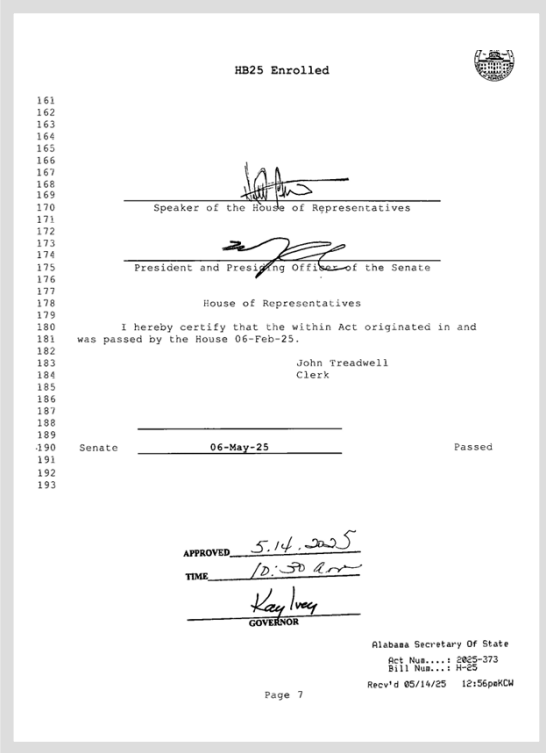 HB25 Enrolled
161
162
163
164
165
166
167
168
169
170 Speaker of the House of Representatives
171
172
173
174
175 President and Presiding Officer of the Senate
176
177
178 House of Representatives
179
180 I hereby certify that the within Act originated in and
181 was passed by the House 06-Feb-25.
182
183 John Treadwell
184 Clerk
185
186
187
188
189
190 Senate 06-May-25 Passed
191
192
193
APPROVED 5.14.2025
TIME 10:30 am
Kay Ivey
GOVERNOR
Alabama Secretary Of State
Act Num....: 2025-373
Bill Num...: H-25
Recv'd 05/14/25 12:56pmKCW
Page 7